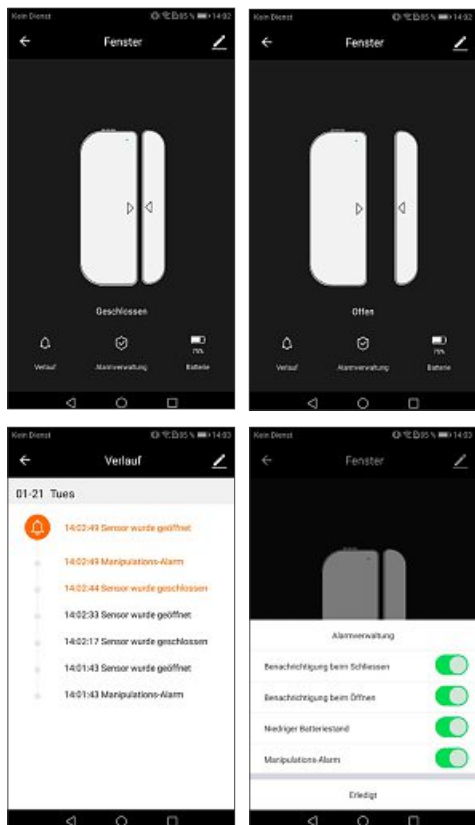 Kein Dienst 85 % 14:02
Fenster
Geschlossen
75%
Verlauf Alarmverwaltung Batterie
Kein Dienst 85 % 14:02
Fenster
Offen
75%
Verlauf Alarmverwaltung Batterie
Kein Dienst 85 % 14:03
Verlauf
01-21 Tues
14:02:49 Sensor wurde geöffnet
14:02:49 Manipulations-Alarm
14:02:44 Sensor wurde geschlossen
14:02:33 Sensor wurde geöffnet
14:02:17 Sensor wurde geschlossen
14:01:43 Sensor wurde geöffnet
14:01:43 Manipulations-Alarm
Kein Dienst 85 % 14:03
Fenster
Alarmverwaltung
Benachrichtigung beim Schliessen
Benachrichtigung beim Öffnen
Niedriger Batteriestand
Manipulations-Alarm
Erledigt